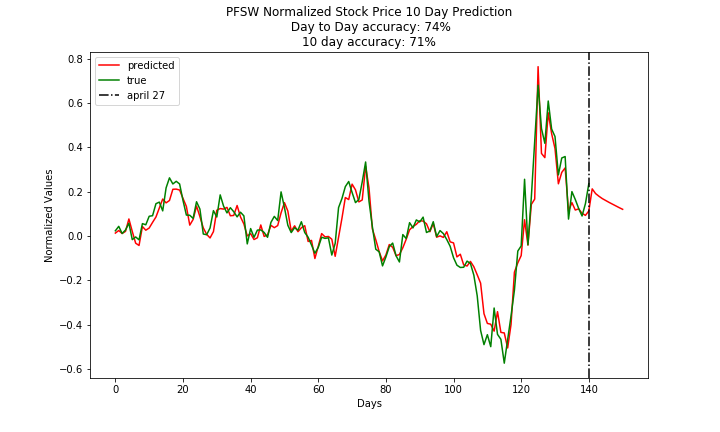 PFSW Normalized Stock Price 10 Day Prediction
Day to Day accuracy: 74%
10 day accuracy: 71%
predicted
true
april 27
Normalized Values
0.8
0.6
0.4
0.2
0.0
−0.2
−0.4
−0.6
0 20 40 60 80 100 120 140
Days